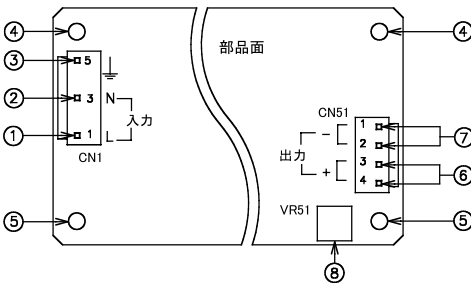 ④
④
部品面
③ 5
② 3 N
入力
① 1 L
CN1
CN51
1
－ 2 ⑦
出力
＋ 3 ⑥
4
⑤
VR51
⑤
⑧